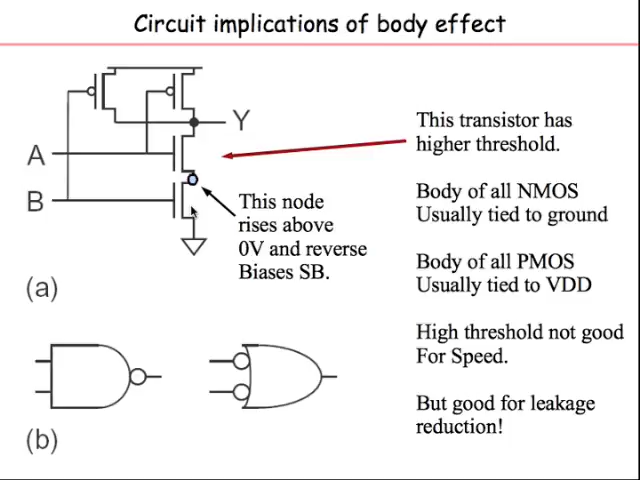 Circuit implications of body effect
Y
A
B
This node
rises above
0V and reverse
Biases SB.
(a)
This transistor has
higher threshold.
Body of all NMOS
Usually tied to ground
Body of all PMOS
Usually tied to VDD
High threshold not good
For Speed.
But good for leakage
reduction!
(b)